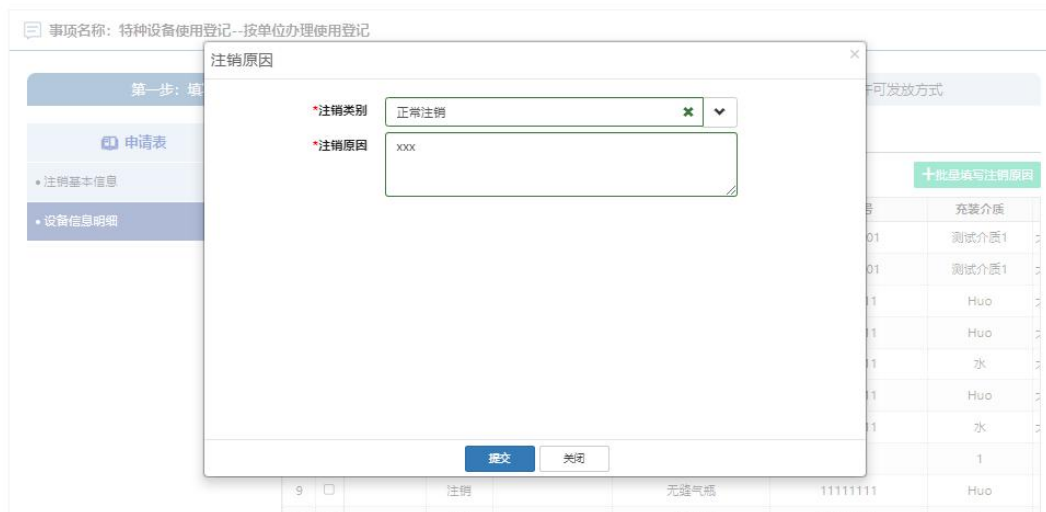 事项名称：特种设备使用登记--按单位办理使用登记
注销原因
×
第一步：填
可发放方式
*注销类别
正常注销
申请表
*注销原因
xxx
•注销基本信息
+批量填写注销原因
•设备信息明细
号
充装介质
01
测试介质1
01
测试介质1
11
Huo
11
Huo
11
水
11
Huo
11
水
1
提交
关闭
9
注销
无缝气瓶
11111111
Huo